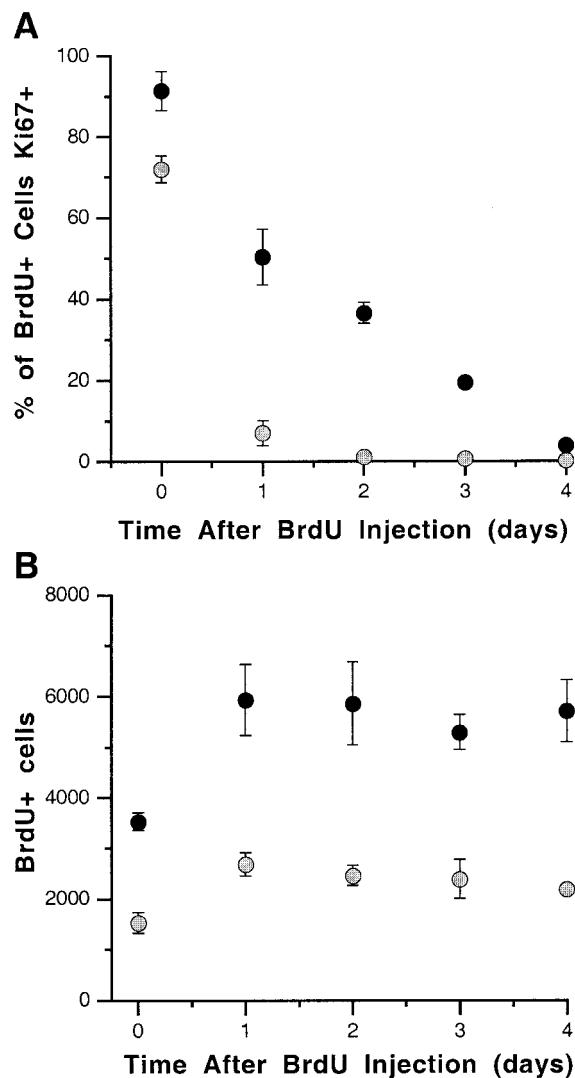 A
% of BrdU+ Cells Ki67+
100
80
60
40
20
0
0 1 2 3 4
Time After BrdU Injection (days)
B
BrdU+ cells
8000
6000
4000
2000
0
0 1 2 3 4
Time After BrdU Injection (days)